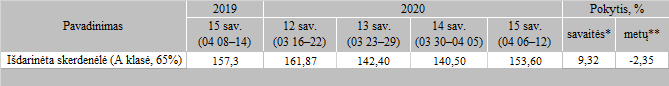 Pavadinimas 2019 2020 Pokytis, %
15 sav. (04 08–14) 12 sav. (03 16–22) 13 sav. (03 23–29) 14 sav. (03 30–04 05) 15 sav. (04 06–12) savaitės* metų**
Išdarinėta skerdenėlė (A klasė, 65%) 157,3 161,87 142,40 140,50 153,60 9,32 -2,35